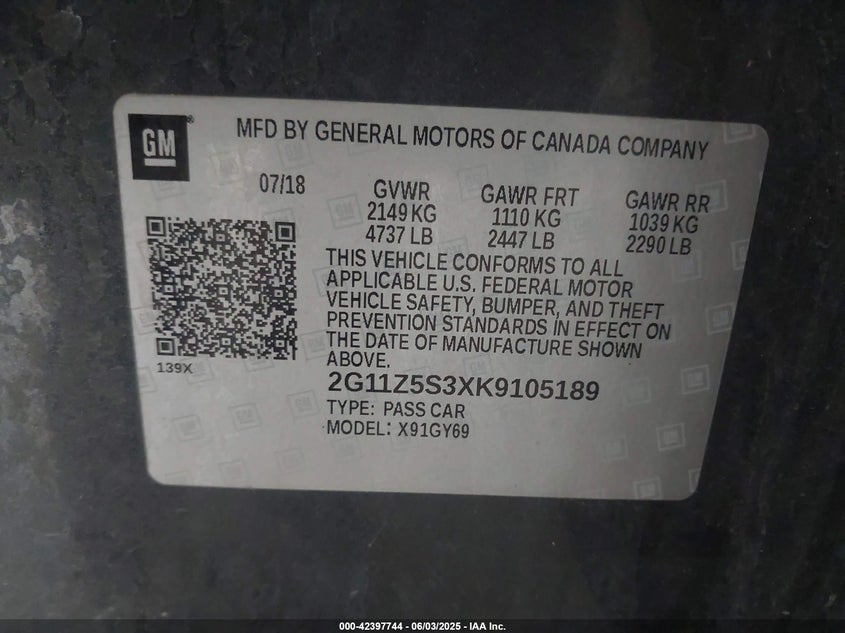 GM®
MFD BY GENERAL MOTORS OF CANADA COMPANY
07/18
GVWR
2149 KG
4737 LB
GAWR FRT
1110 KG
2447 LB
GAWR RR
1039 KG
2290 LB
THIS VEHICLE CONFORMS TO ALL
APPLICABLE U.S. FEDERAL MOTOR
VEHICLE SAFETY, BUMPER, AND THEFT
PREVENTION STANDARDS IN EFFECT ON
THE DATE OF MANUFACTURE SHOWN
ABOVE.
139X
2G11Z5S3XK9105189
TYPE: PASS CAR
MODEL: X91GY69
000-42397744 - 06/03/2025 - IAA Inc.